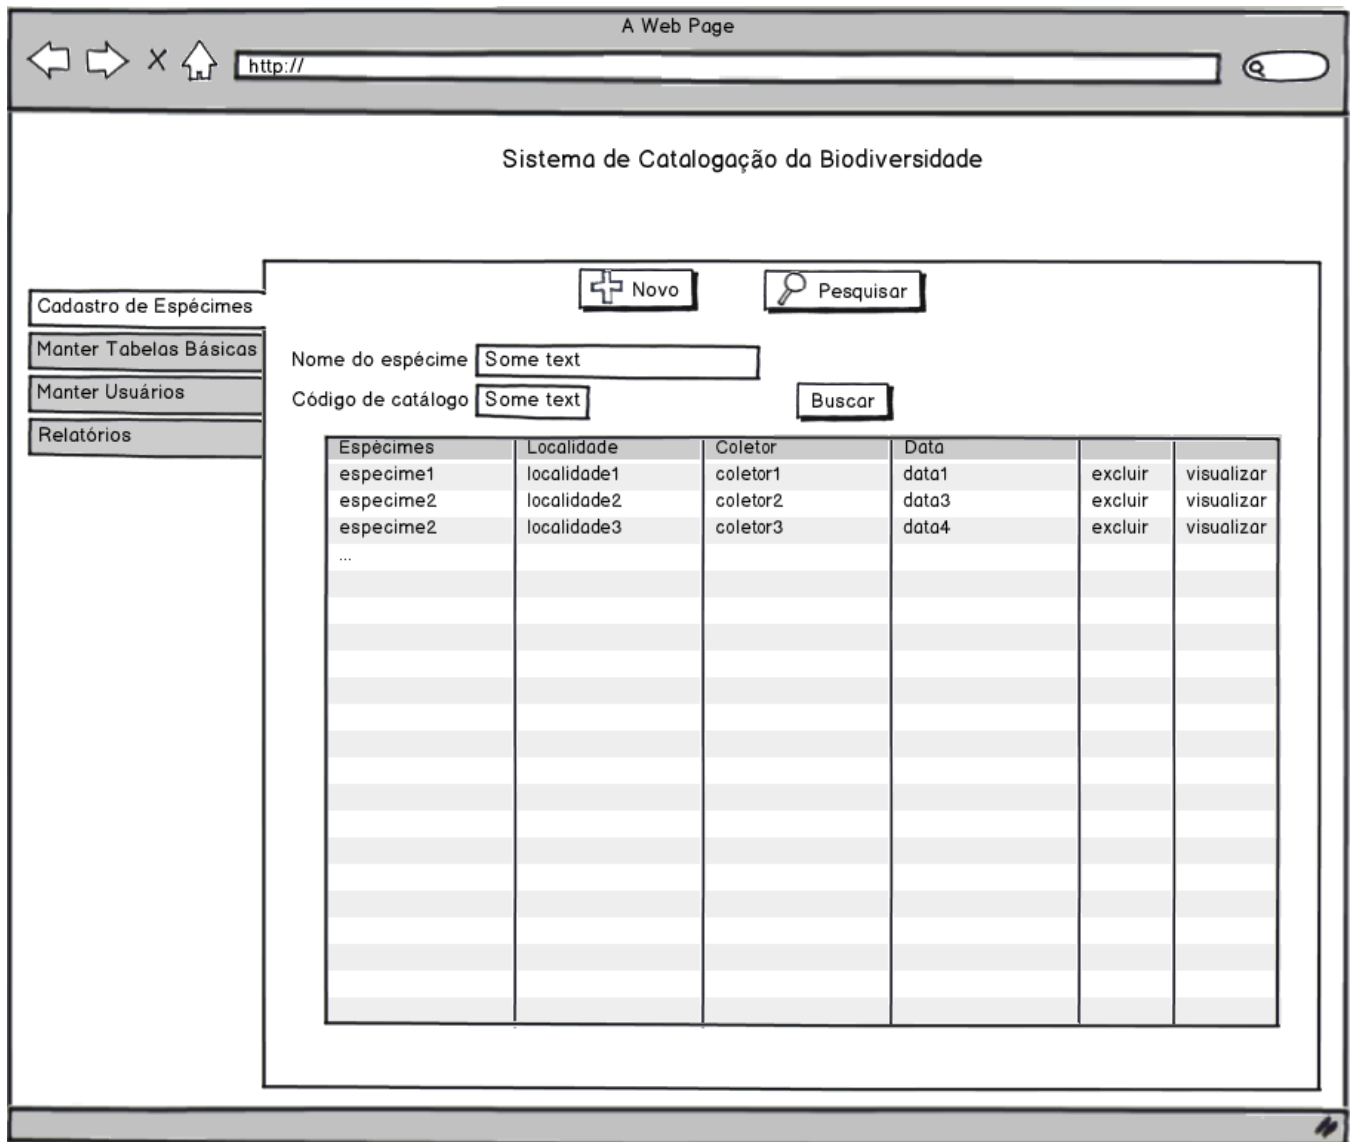 A Web Page
http://
Sistema de Catalogação da Biodiversidade
Novo Pesquisar
Cadastro de Espécimes
Manter Tabelas Básicas
Manter Usuários
Relatórios
Nome do espécime Some text
Código de catálogo Some text Buscar
Espécimes Localidade Coletor Data
especime1 localidade1 coletor1 data1 excluir visualizar
especime2 localidade2 coletor2 data3 excluir visualizar
especime2 localidade3 coletor3 data4 excluir visualizar
...